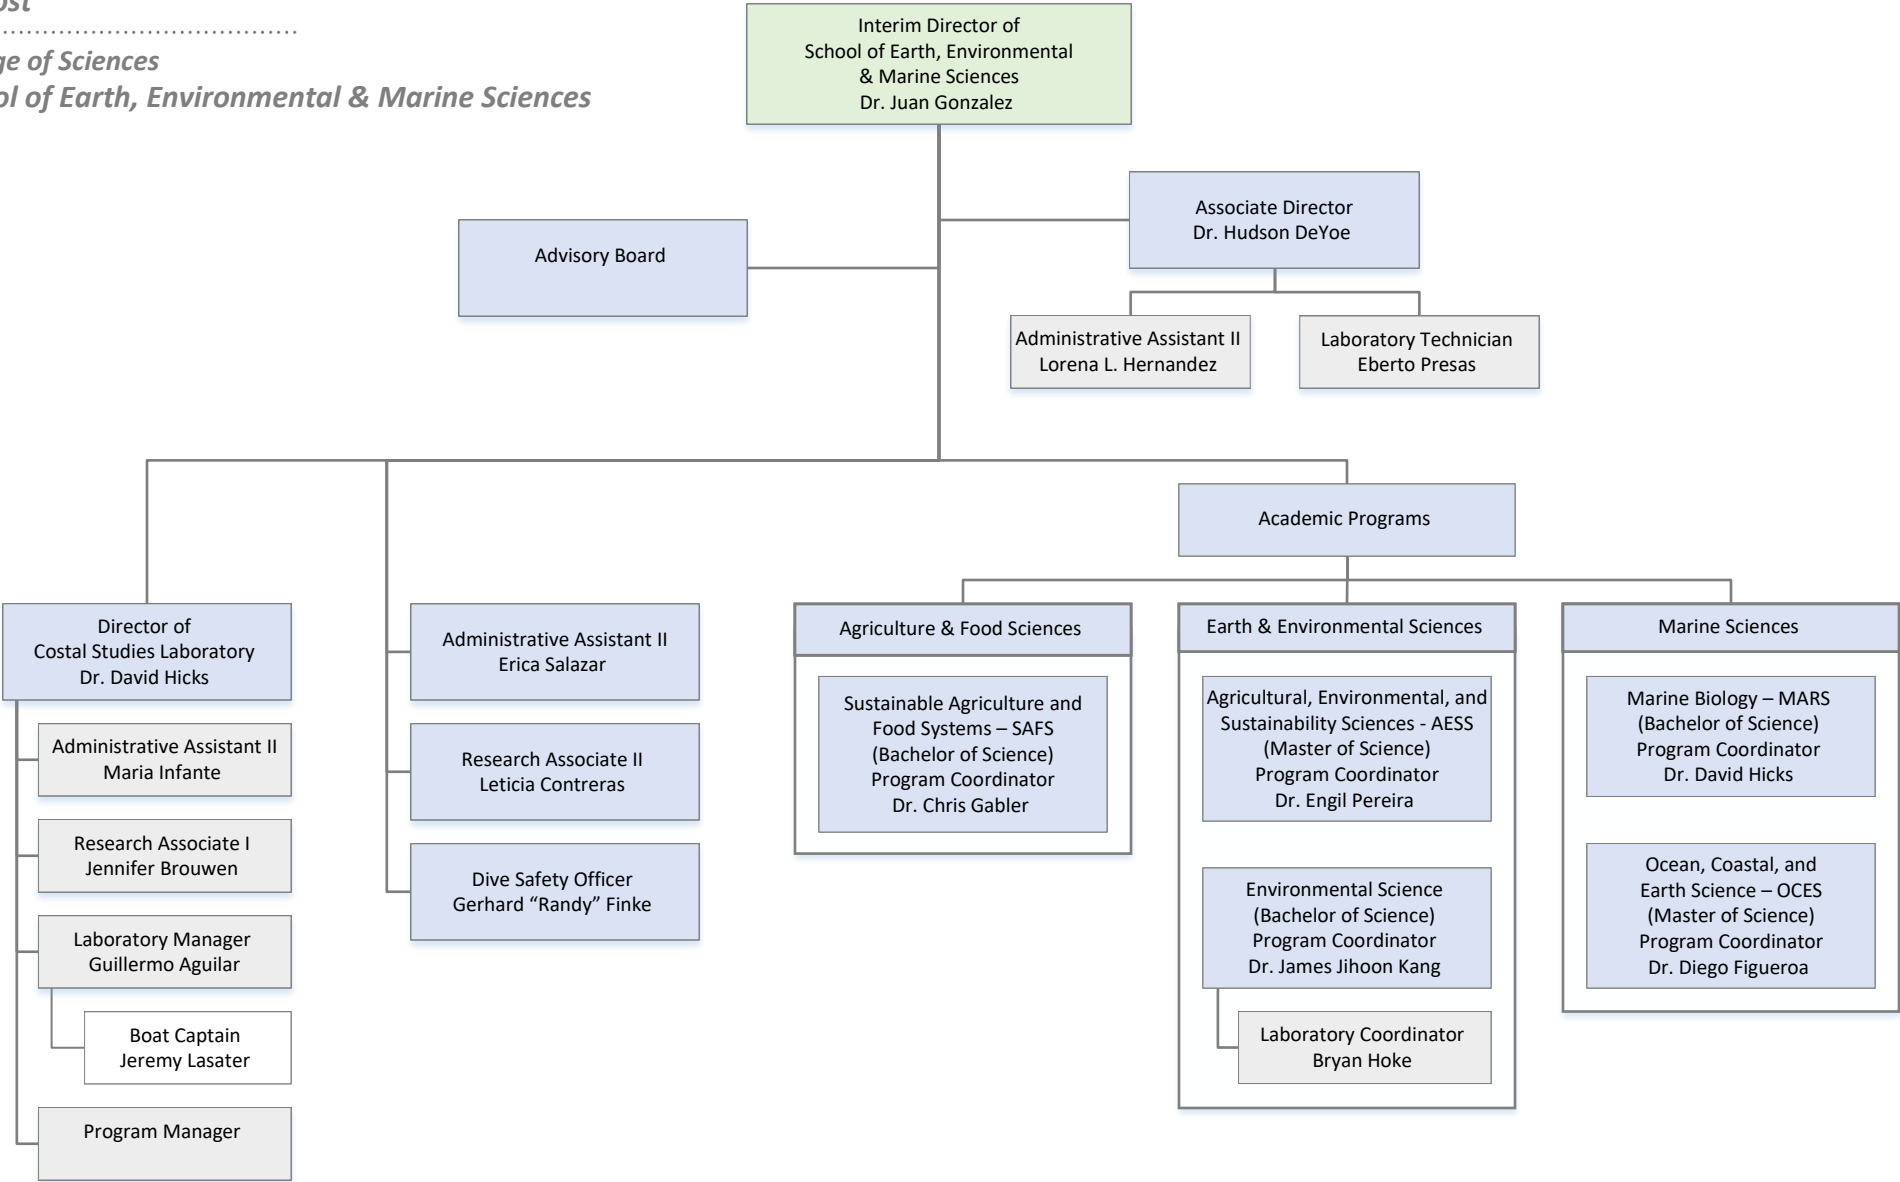 ge of Sciences
ol of Earth, Environmental & Marine Sciences
Interim Director of
School of Earth, Environmental
& Marine Sciences
Dr. Juan Gonzalez
Associate Director
Dr. Hudson DeYoe
Advisory Board
Administrative Assistant II
Lorena L. Hernandez
Laboratory Technician
Eberto Presas
Academic Programs
Director of
Costal Studies Laboratory
Dr. David Hicks
Administrative Assistant II
Maria Infante
Research Associate I
Jennifer Brouwen
Laboratory Manager
Guillermo Aguilar
Boat Captain
Jeremy Lasater
Program Manager
Administrative Assistant II
Erica Salazar
Research Associate II
Leticia Contreras
Dive Safety Officer
Gerhard “Randy” Finke
Agriculture & Food Sciences
Sustainable Agriculture and
Food Systems – SAFS
(Bachelor of Science)
Program Coordinator
Dr. Chris Gabler
Earth & Environmental Sciences
Agricultural, Environmental, and
Sustainability Sciences - AESS
(Master of Science)
Program Coordinator
Dr. Engil Pereira
Environmental Science
(Bachelor of Science)
Program Coordinator
Dr. James Jihoon Kang
Laboratory Coordinator
Bryan Hoke
Marine Sciences
Marine Biology – MARS
(Bachelor of Science)
Program Coordinator
Dr. David Hicks
Ocean, Coastal, and
Earth Science – OCES
(Master of Science)
Program Coordinator
Dr. Diego Figueroa